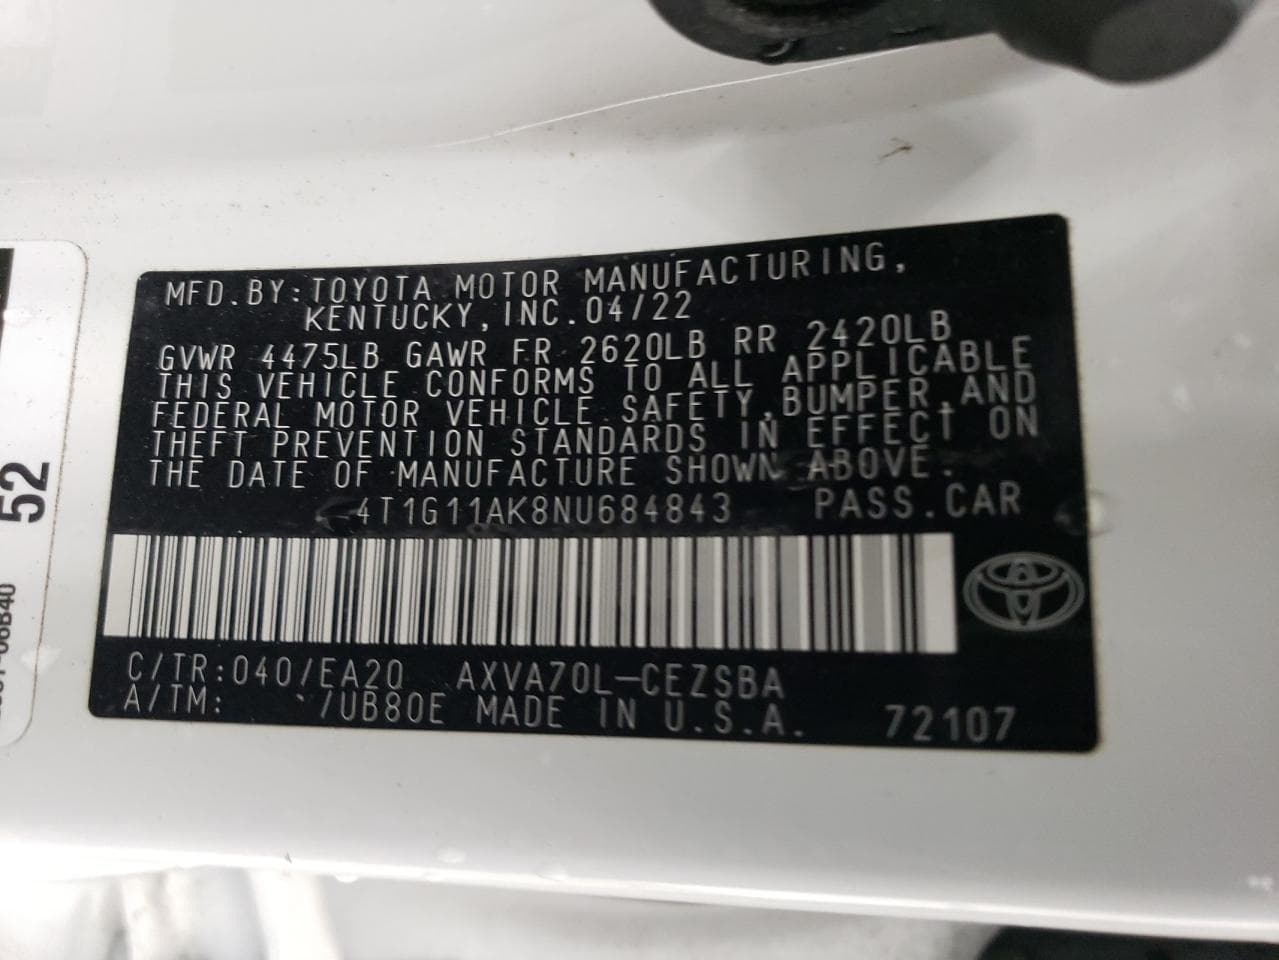 MFD.BY:TOYOTA MOTOR MANUFACTURING,
KENTUCKY, INC. 04/22
GVWR 4475LB GAWR FR 2620LB RR 2420LB
THIS VEHICLE CONFORMS TO ALL APPLICABLE
FEDERAL MOTOR VEHICLE SAFETY,BUMPER,AND
THEFT PREVENTION STANDARDS IN EFFECT ON
THE DATE OF MANUFACTURE SHOWN ABOVE.
4T1G11AK8NU684843 PASS.CAR
C/TR:040/EA20 AXVA70L-CEZSBA
A/TM: /UB80E MADE IN U.S.A. 72107
52